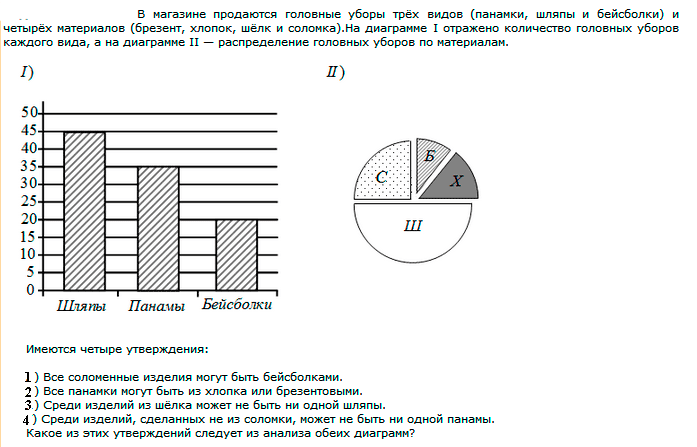 В магазине продаются головные уборы трёх видов (панамки, шляпы и бейсболки) и
четырёх материалов (брезент, хлопок, шёлк и соломка).На диаграмме I отражено количество головных уборов
каждого вида, а на диаграмме II — распределение головных уборов по материалам.
I) II)
50
45
40
35
30
25
20
15
10
5
0
Шляпы Панамы Бейсболки
Б
С Х
Ш
Имеются четыре утверждения:
1) Все соломенные изделия могут быть бейсболками.
2) Все панамки могут быть из хлопка или брезентовыми.
3.) Среди изделий из шёлка может не быть ни одной шляпы.
4) Среди изделий, сделанных не из соломки, может не быть ни одной панамы.
Какое из этих утверждений следует из анализа обеих диаграмм?